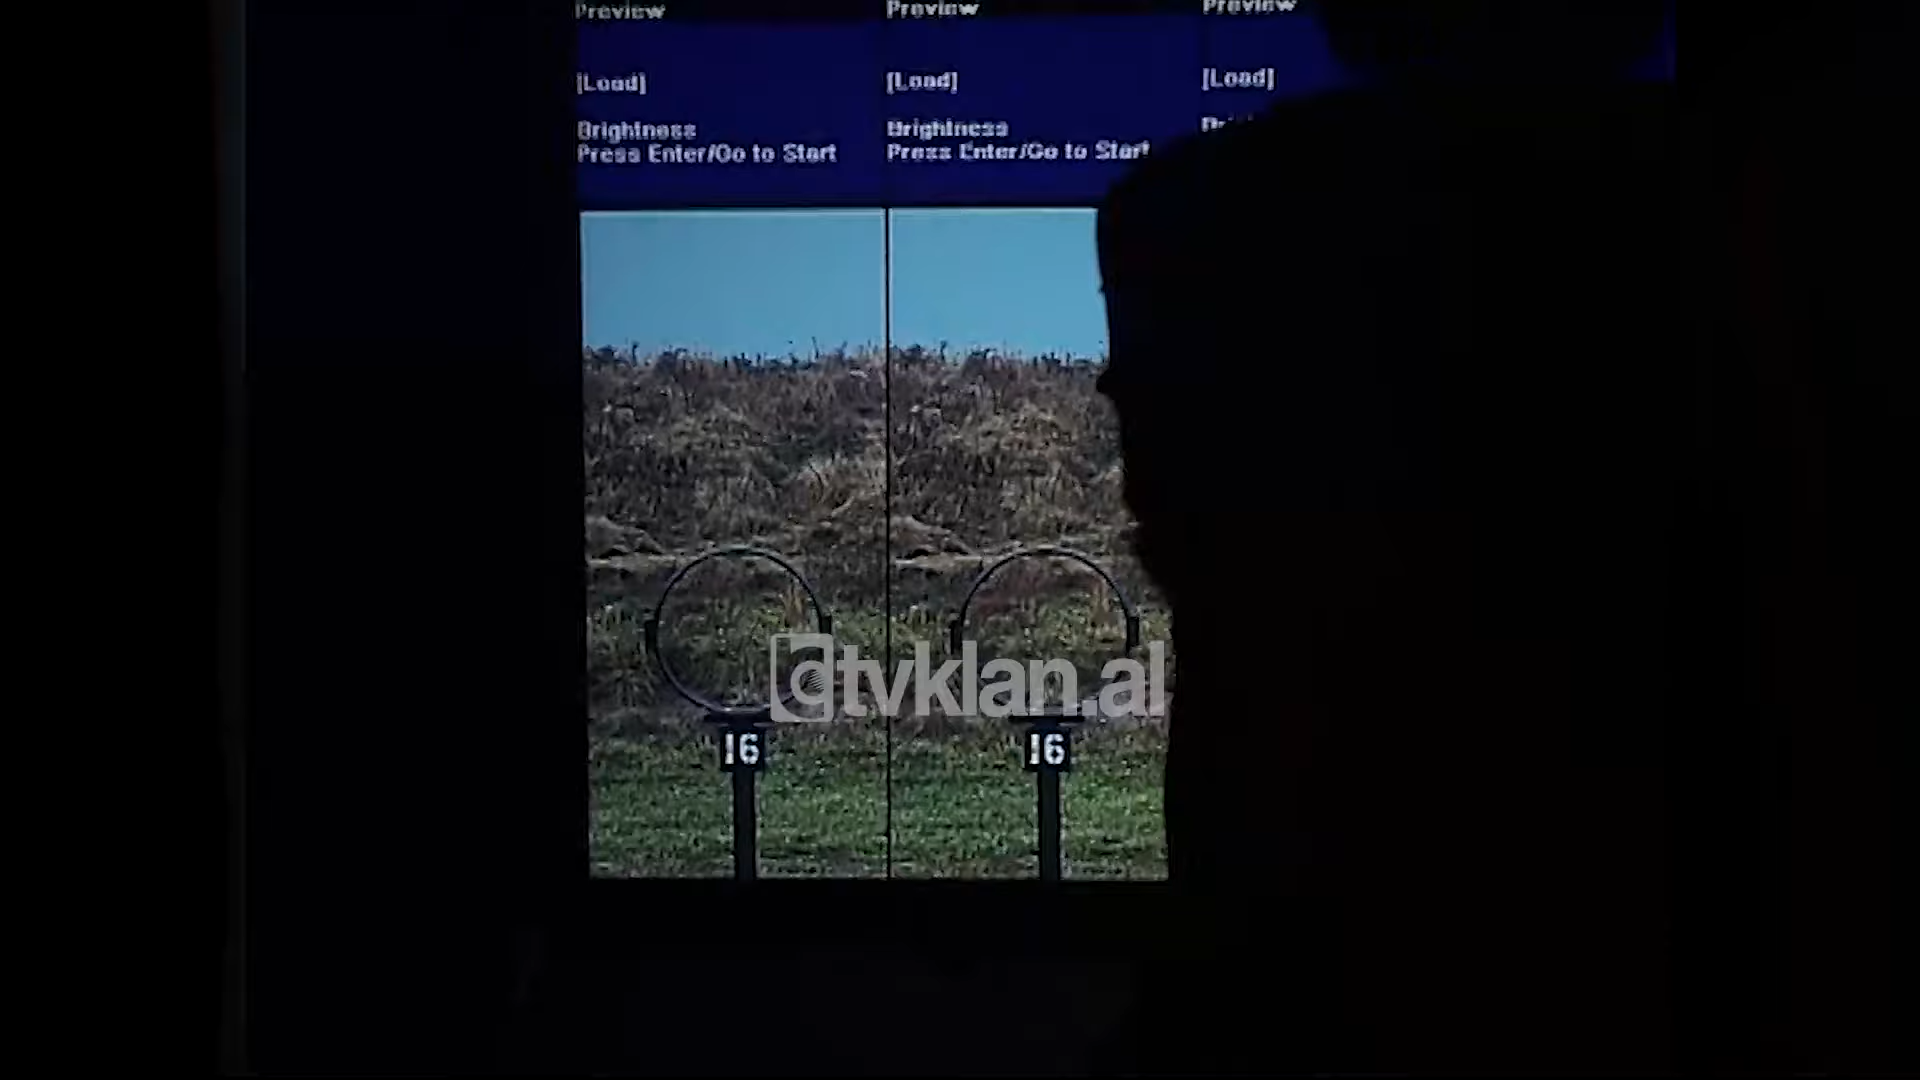 Preview Preview Preview
[Load] [Load] [Load]
Brightness Brightness
Press Enter/Go to Start Press Enter/Go to Start
tvklan.al
16 16